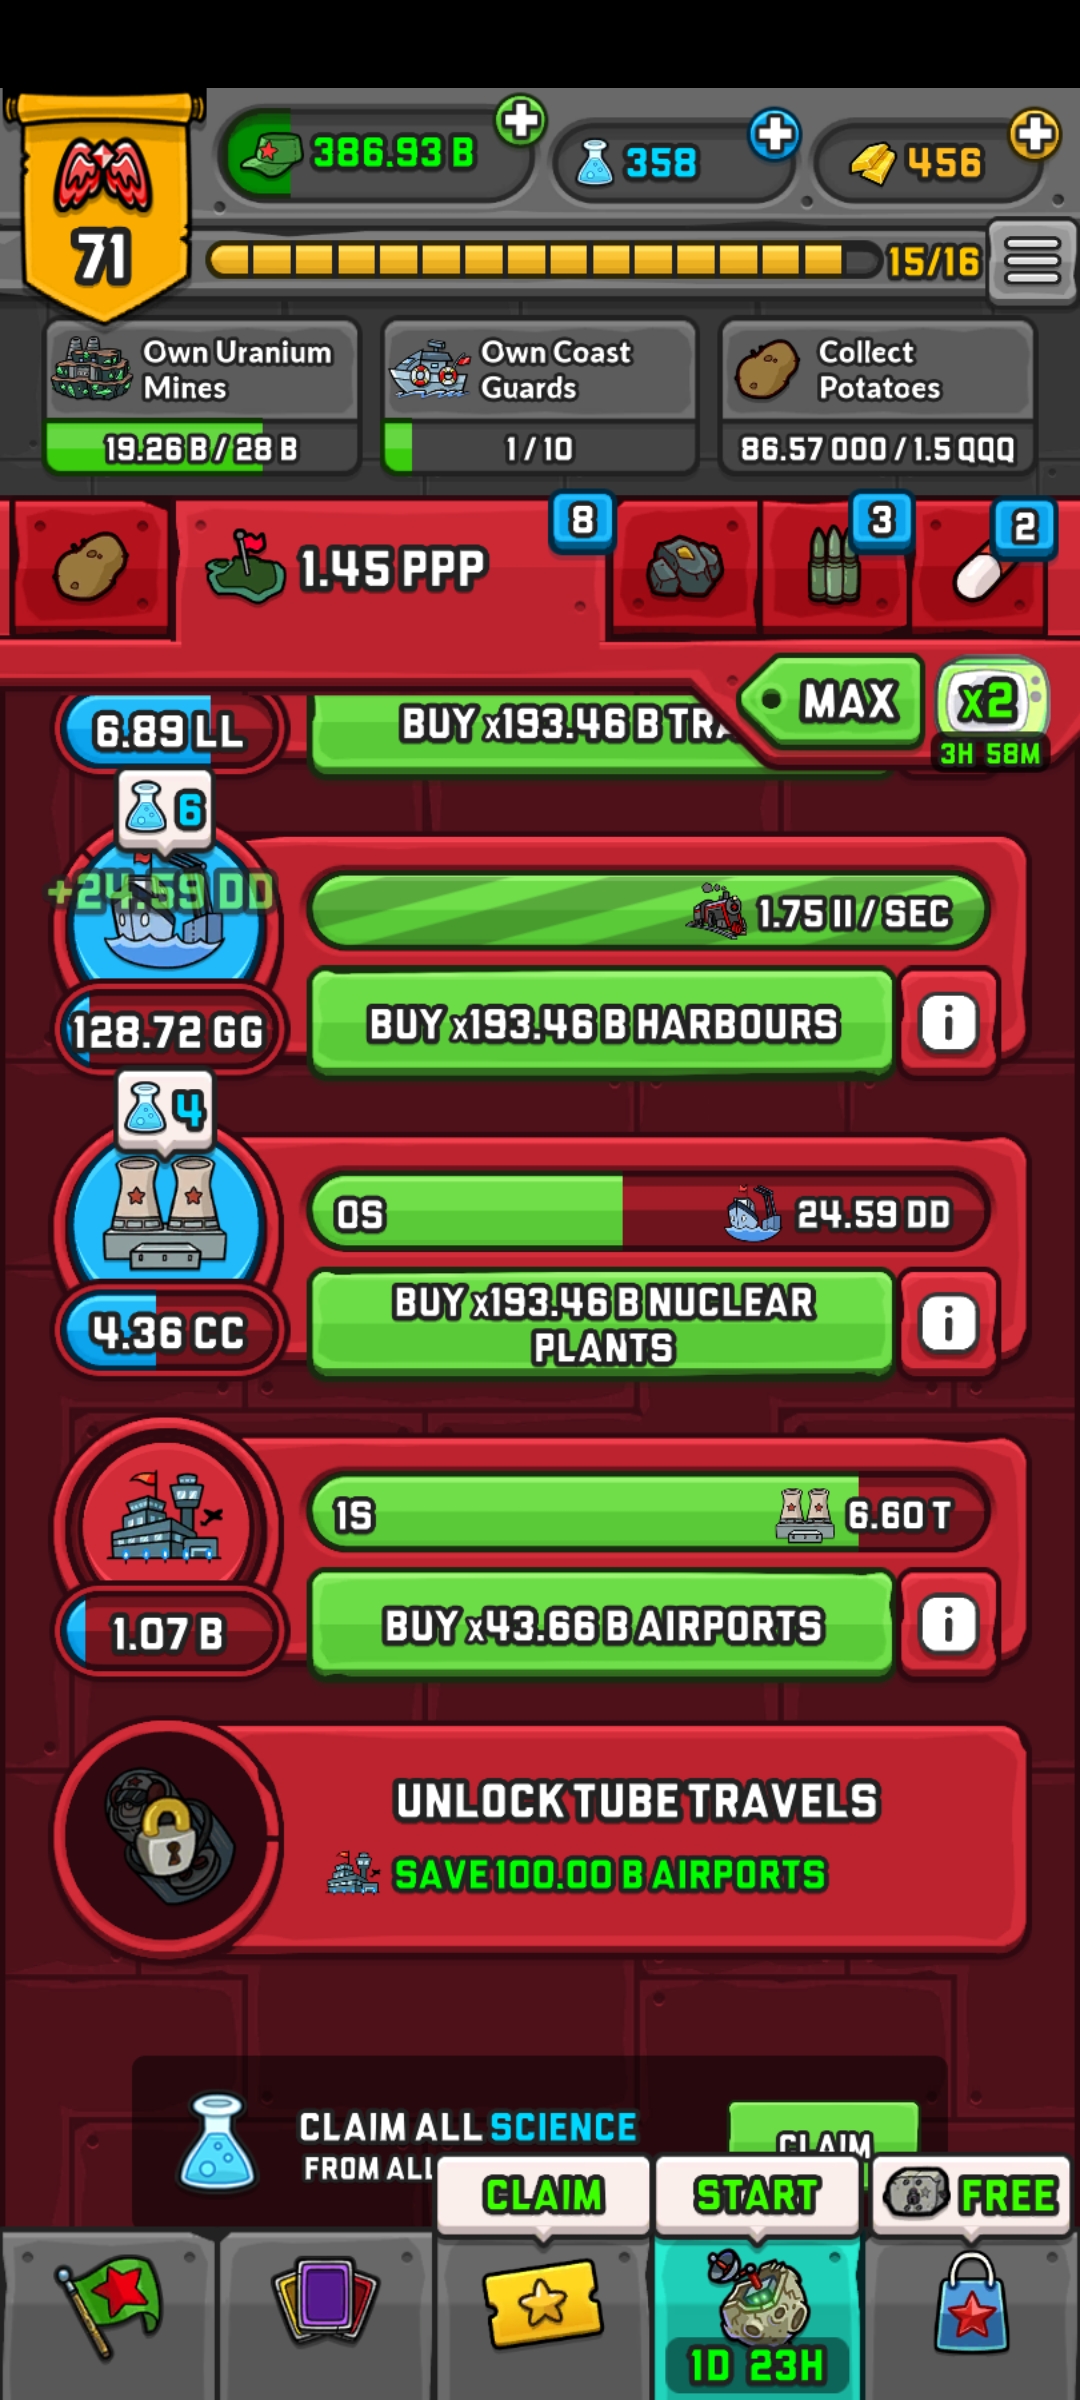 386.93 B
358
456
71
15/16
Own Uranium
Mines
Own Coast
Guards
Collect
Potatoes
19.26 B / 28 B
1 / 10
86.57 OOO / 1.5 QQQ
1.45 PPP
8
3
2
MAX
x2
3H 58M
6.89 LL
BUY x193.46 B
6
+24.59 DD
1.75 II / SEC
128.72 GG
BUY x193.46 B HARBOURS
i
4
0S
24.59 DD
4.36 CC
BUY x193.46 B NUCLEAR
PLANTS
i
1S
6.60 T
1.07 B
BUY x43.66 B AIRPORTS
i
UNLOCK TUBE TRAVELS
SAVE 100.00 B AIRPORTS
CLAIM ALL SCIENCE
FROM ALL
CLAIM
CLAIM
START
FREE
1D 23H